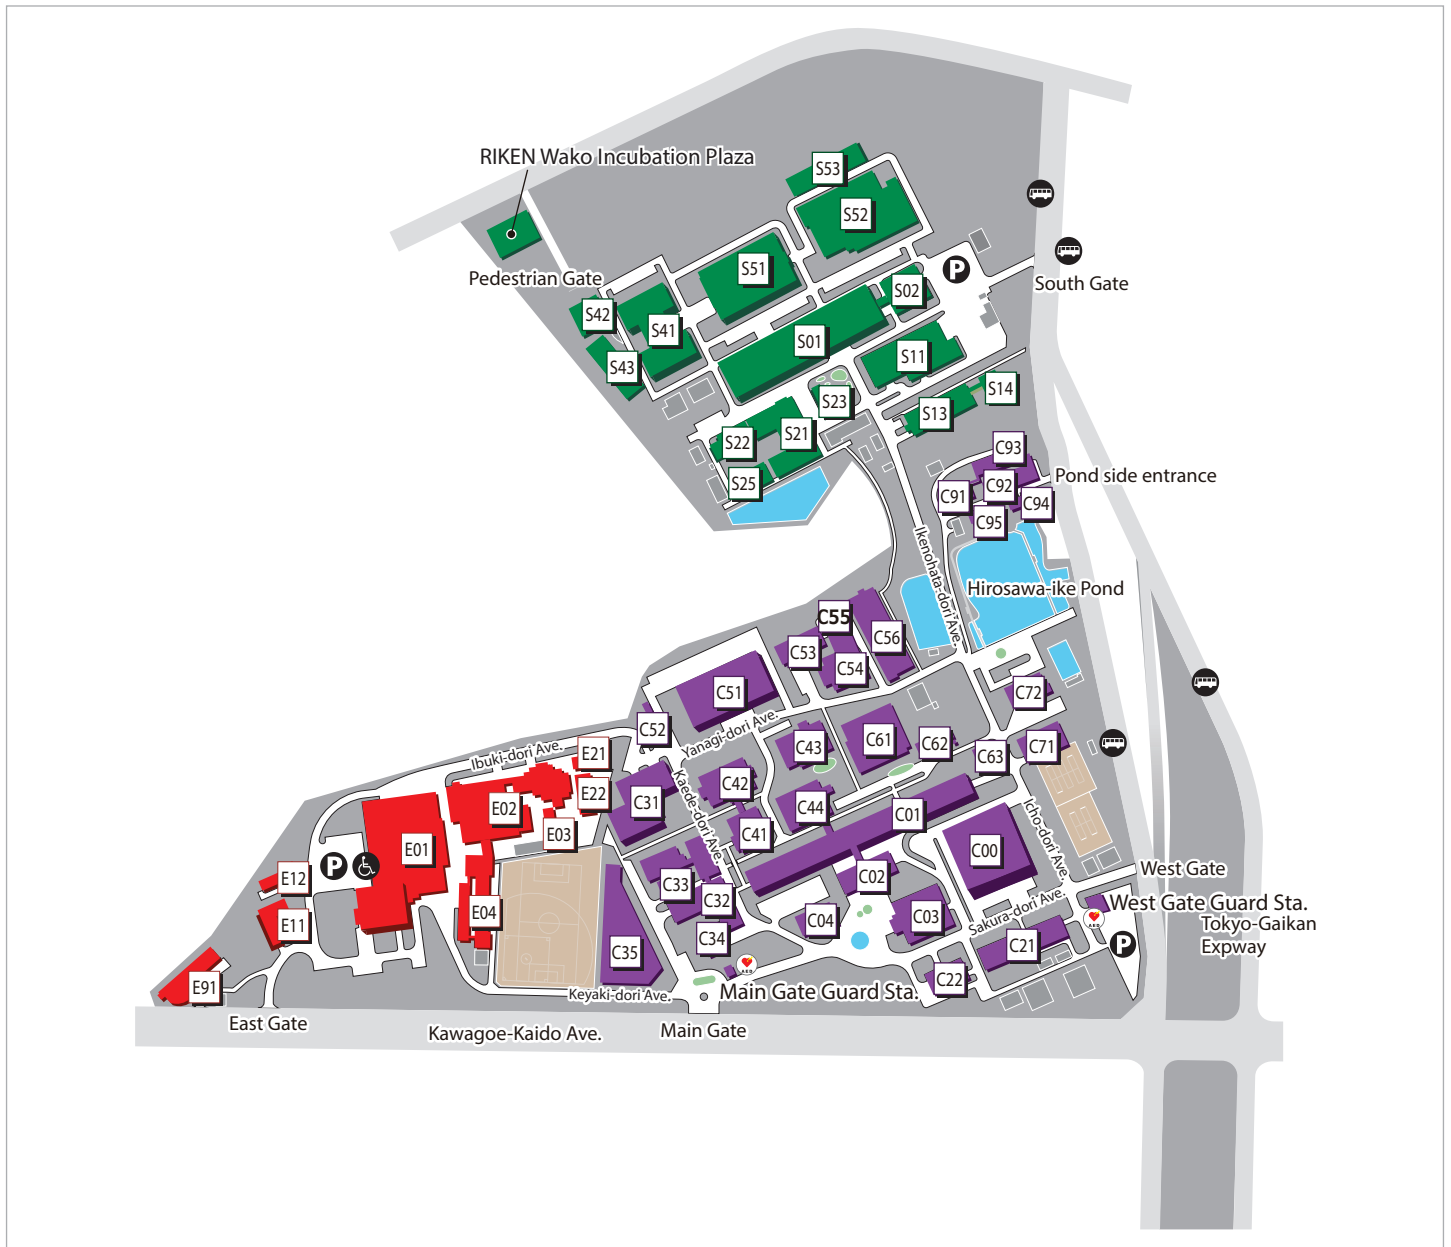 RIKEN Wako Incubation Plaza
S53
S52
Pedestrian Gate
S51
P
South Gate
S02
S42
S41
S01
S43
S11
S14
S23
S13
S22
S21
S25
C93
Pond side entrance
C92
C91
C94
C95
Ikenohata-dori Ave.
Hirosawa-ike Pond
C55
C56
C53
C54
C51
C72
C52
Yanagi-dori Ave.
C43
C61
C62
C63
C71
Ibuki-dori Ave.
E21
E22
Kaede-dori Ave.
C42
C31
E02
E03
C44
C41
C01
Icho-dori Ave.
E01
C00
P
E12
C02
West Gate
C33
C32
Sakura-dori Ave.
West Gate Guard Sta.
E04
E11
C04
C03
AED
Tokyo-Gaikan
Expway
C34
C35
C21
P
AED
C22
E91
Keyaki-dori Ave.
Main Gate Guard Sta.
East Gate
Kawagoe-Kaido Ave.
Main Gate